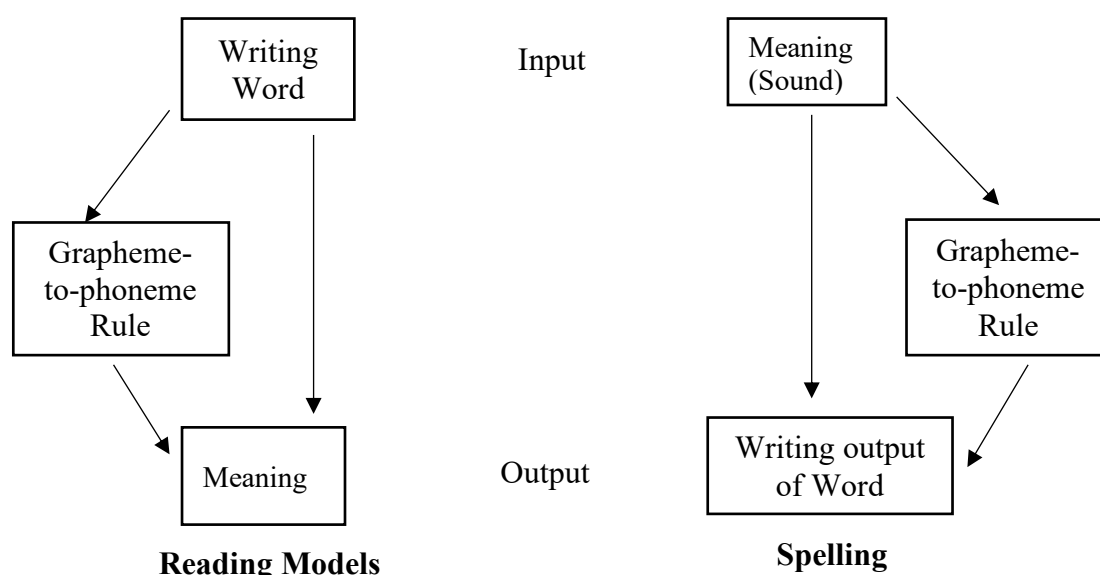 Writing
Word
Input
Meaning
(Sound)
Grapheme-
to-phoneme
Rule
Grapheme-
to-phoneme
Rule
Meaning
Output
Writing output
of Word
Reading Models
Spelling